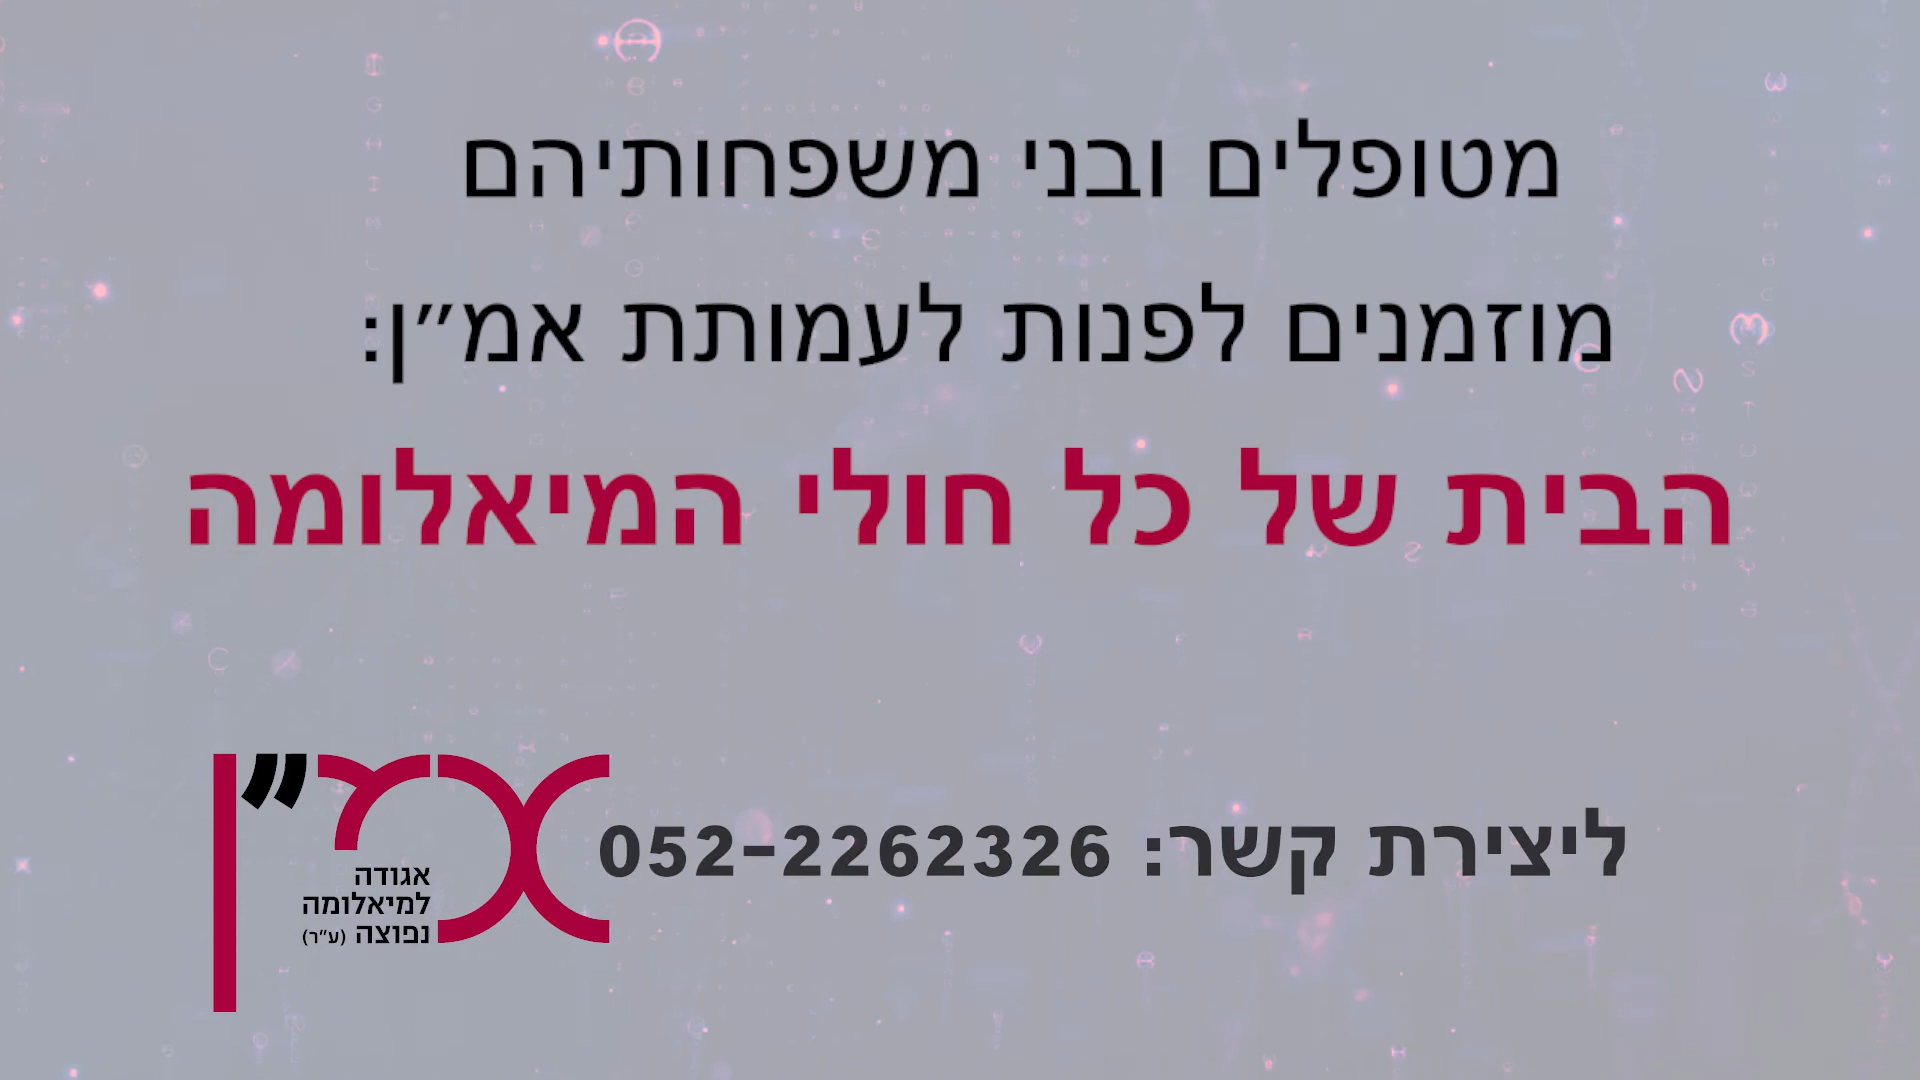 מטופלים ובני משפחותיהם
מוזמנים לפנות לעמותת אמ״ן:
הבית של כל חולי המיאלומה
ליצירת קשר: 052-2262326
אמ״ן
אגודה
למיאלומה
נפוצה (ע"ר)